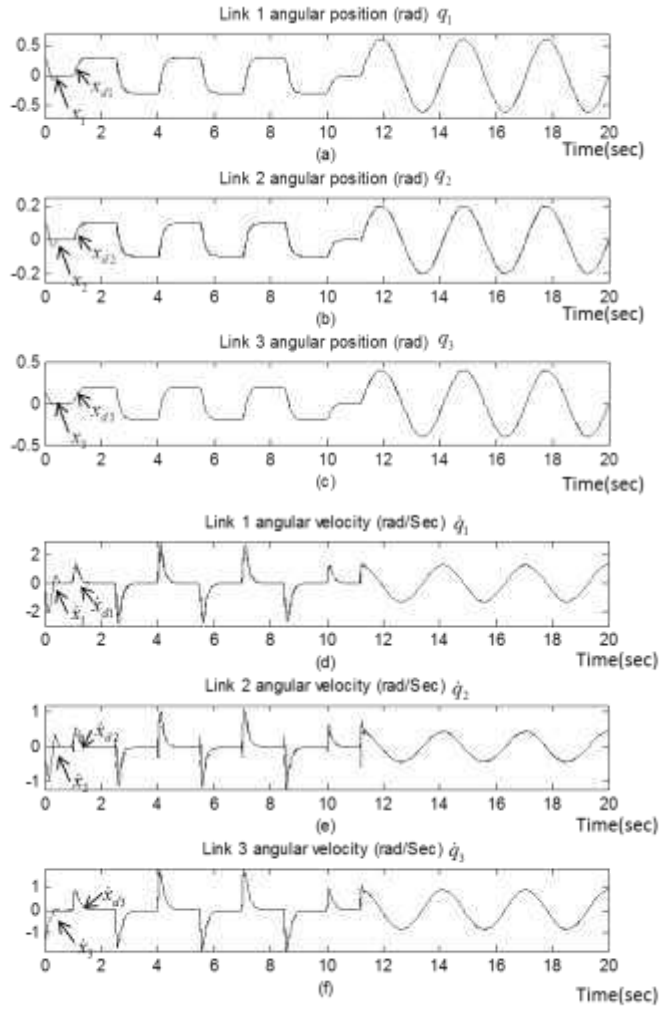 Link 1 angular position (rad) q₁
0.5
0
-0.5
x₁
x_d1
0 2 4 6 8 10 12 14 16 18 20
(a)
Time(sec)
Link 2 angular position (rad) q₂
0.2
0
-0.2
x₂
x_d2
0 2 4 6 8 10 12 14 16 18 20
(b)
Time(sec)
Link 3 angular position (rad) q₃
0.5
0
-0.5
x₃
x_d3
0 2 4 6 8 10 12 14 16 18 20
(c)
Time(sec)
Link 1 angular velocity (rad/Sec) q̇₁
2
0
-2
ẋ₁
ẋ_d1
0 2 4 6 8 10 12 14 16 18 20
(d)
Time(sec)
Link 2 angular velocity (rad/Sec) q̇₂
1
0
-1
ẋ₂
ẋ_d2
0 2 4 6 8 10 12 14 16 18 20
(e)
Time(sec)
Link 3 angular velocity (rad/Sec) q̇₃
1
0
-1
ẋ₃
ẋ_d3
0 2 4 6 8 10 12 14 16 18 20
(f)
Time(sec)